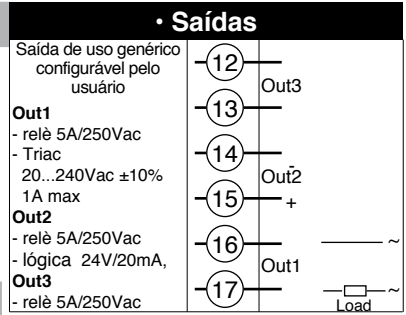 • Saídas
Saída de uso genérico
configurável pelo
usuário
Out1
- relè 5A/250Vac
- Triac
20...240Vac ±10%
1A max
Out2
- relè 5A/250Vac
- lógica 24V/20mA,
Out3
- relè 5A/250Vac
12
13
Out3
14
15
-
Out2
+
16
17
Out1
~
~
Load